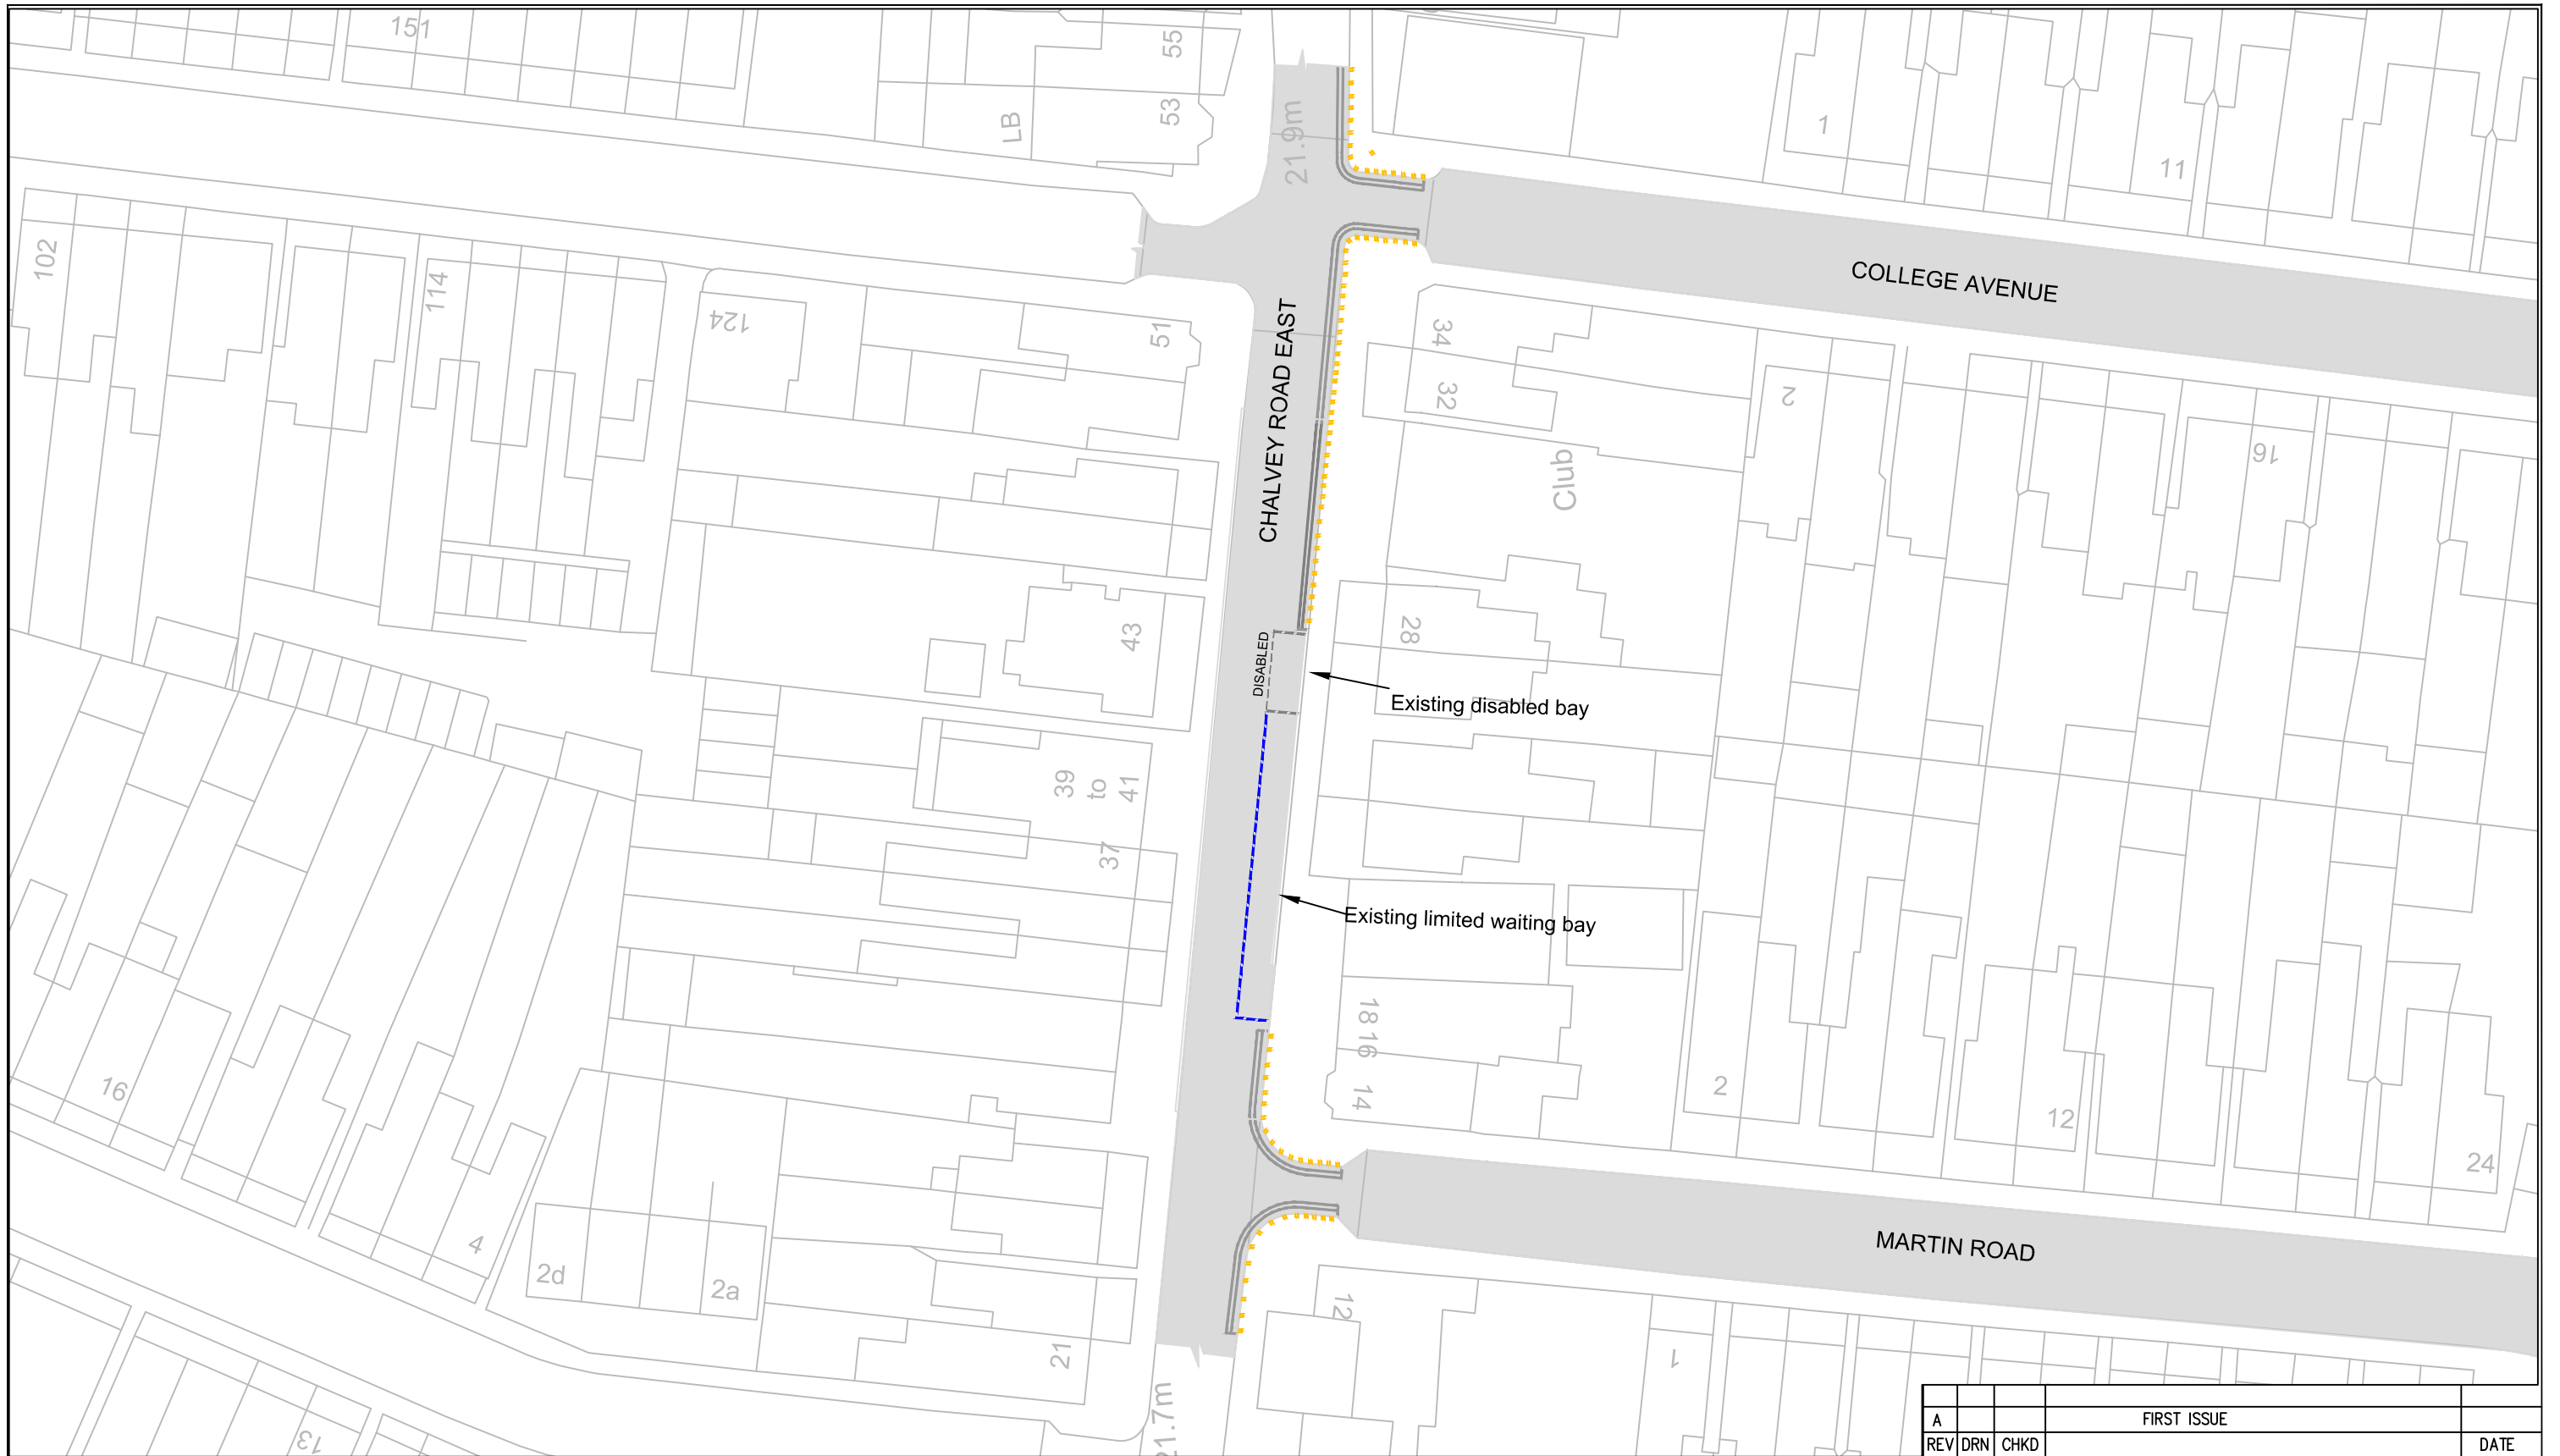 151
55
53
LB
21.9m
1
11
102
114
124
51
COLLEGE AVENUE
CHALVEY ROAD EAST
34
32
2
16
Club
43
28
DISABLED
Existing disabled bay
39
to
41
37
Existing limited waiting bay
18
16
14
2
12
24
16
4
2d
2a
MARTIN ROAD
21
12
1
13
21.7m
A FIRST ISSUE
REV DRN CHKD DATE